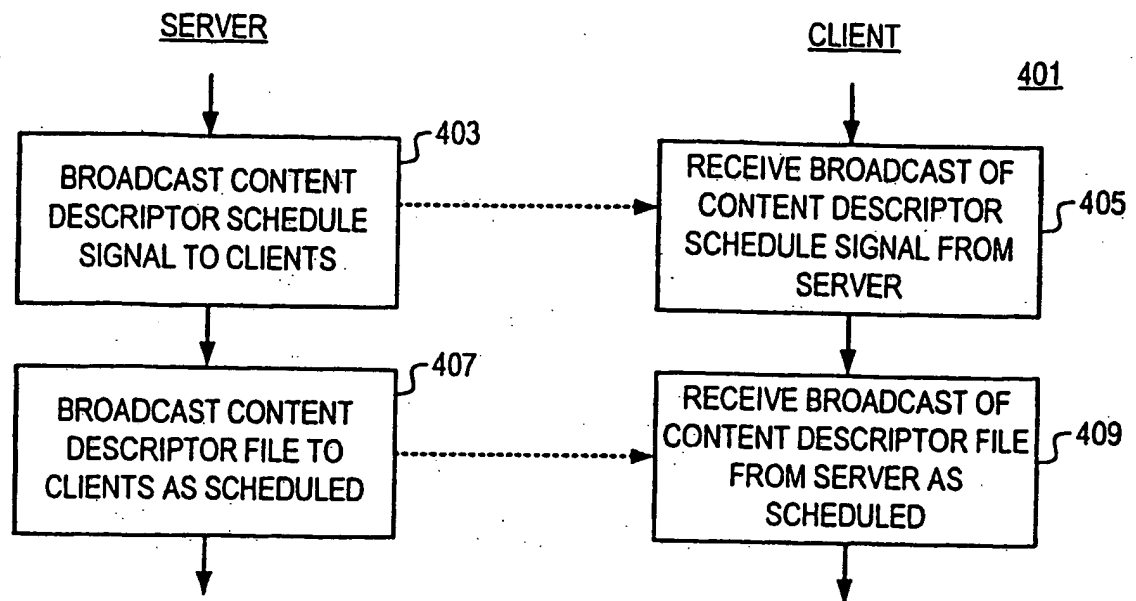 SERVER
CLIENT
401
403
BROADCAST CONTENT
DESCRIPTOR SCHEDULE
SIGNAL TO CLIENTS
RECEIVE BROADCAST OF
CONTENT DESCRIPTOR
SCHEDULE SIGNAL FROM
SERVER
405
407
BROADCAST CONTENT
DESCRIPTOR FILE TO
CLIENTS AS SCHEDULED
RECEIVE BROADCAST OF
CONTENT DESCRIPTOR FILE
FROM SERVER AS
SCHEDULED
409